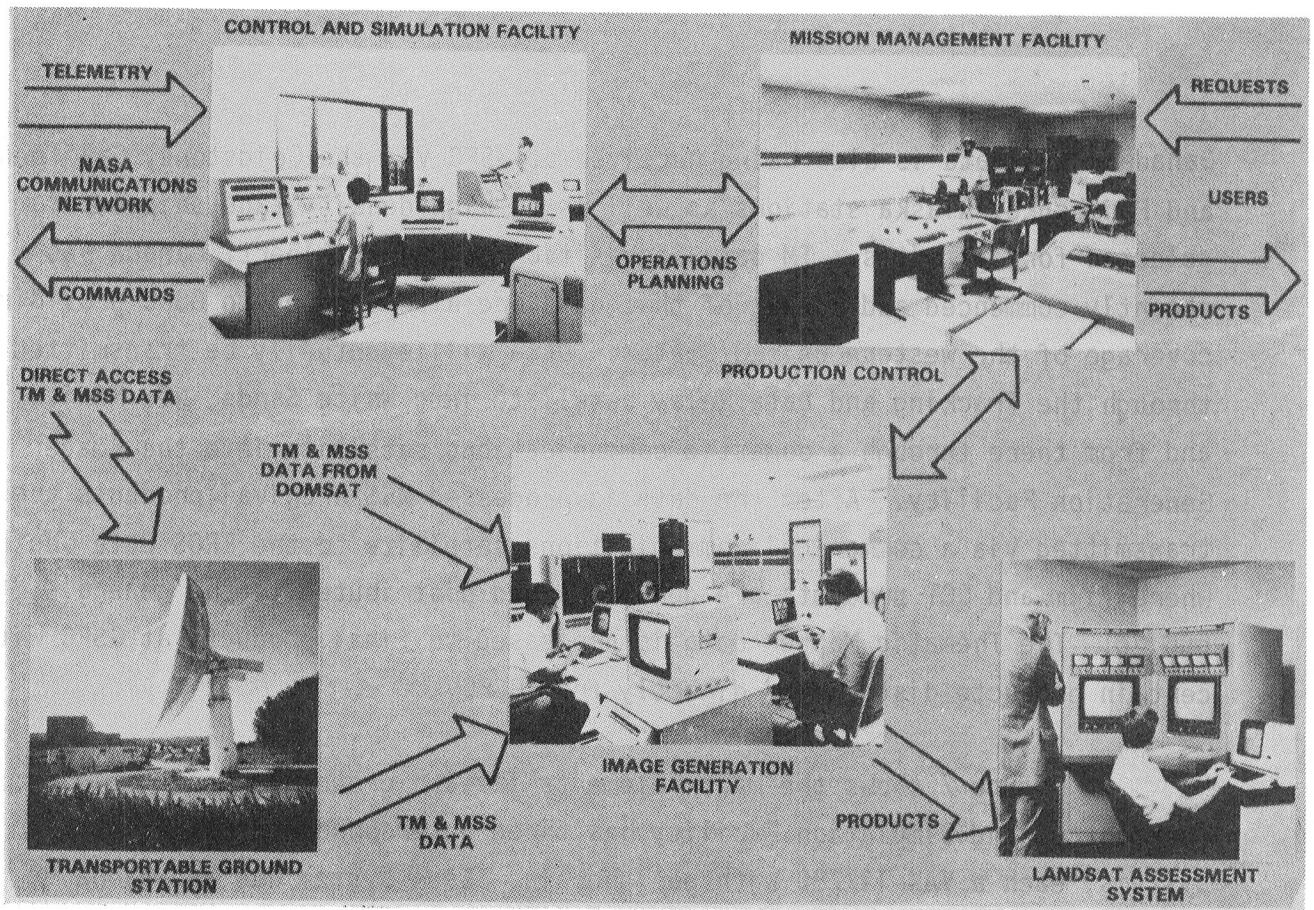 CONTROL AND SIMULATION FACILITY
MISSION MANAGEMENT FACILITY
TELEMETRY
REQUESTS
NASA
COMMUNICATIONS
NETWORK
USERS
OPERATIONS
PLANNING
COMMANDS
PRODUCTS
DIRECT ACCESS
TM & MSS DATA
PRODUCTION CONTROL
TM & MSS
DATA FROM
DOMSAT
IMAGE GENERATION
FACILITY
TM & MSS
DATA
PRODUCTS
TRANSPORTABLE GROUND
STATION
LANDSAT ASSESSMENT
SYSTEM